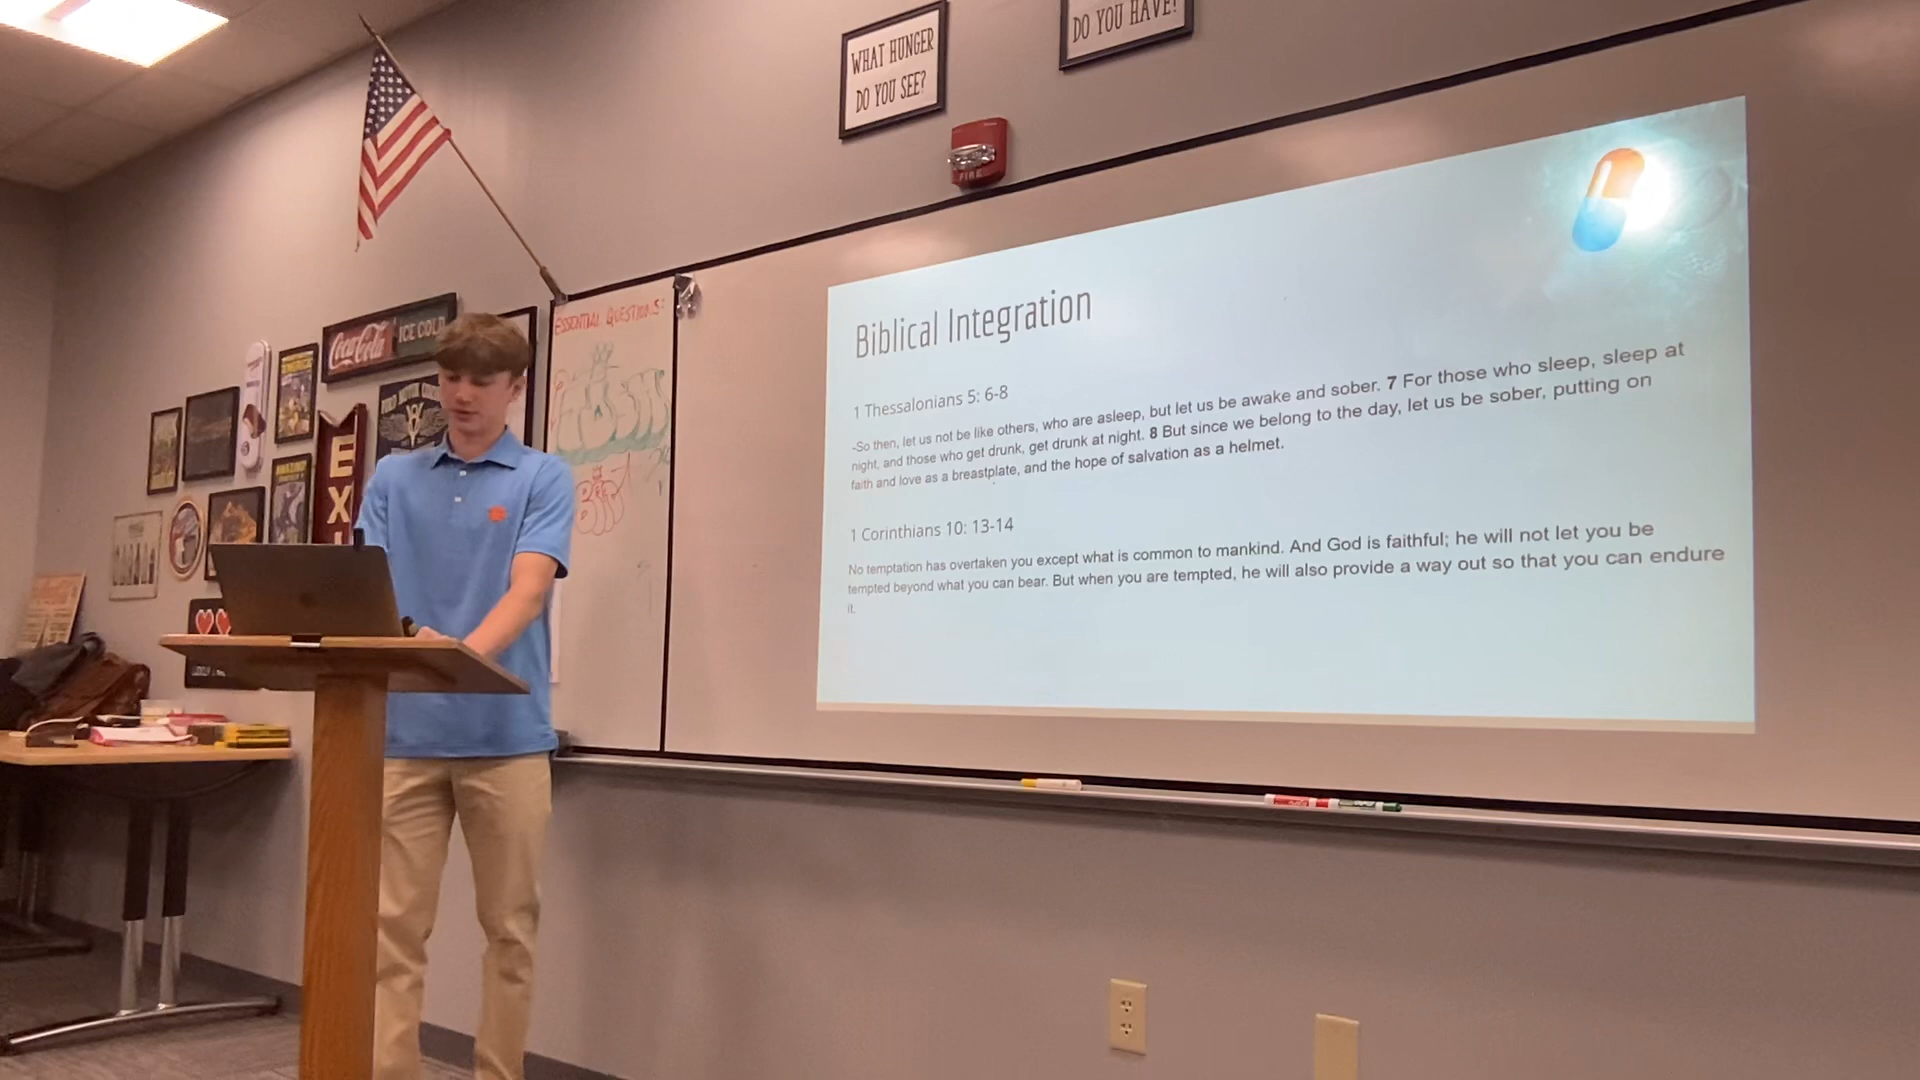 WHAT HUNGER
DO YOU SEE?
DO YOU HAVE?
FIRE
ESSENTIAL QUESTIONS:
Coca-Cola
ICE COLD
V8
EXI
Biblical Integration
1 Thessalonians 5: 6-8
-So then, let us not be like others, who are asleep, but let us be awake and sober. 7 For those who sleep, sleep at
night, and those who get drunk, get drunk at night. 8 But since we belong to the day, let us be sober, putting on
faith and love as a breastplate, and the hope of salvation as a helmet.
1 Corinthians 10: 13-14
No temptation has overtaken you except what is common to mankind. And God is faithful; he will not let you be
tempted beyond what you can bear. But when you are tempted, he will also provide a way out so that you can endure
it.